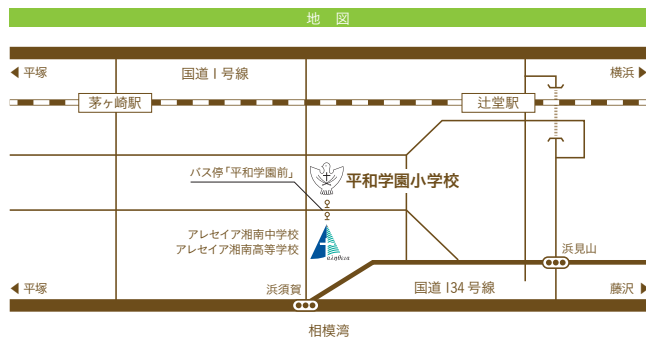 地 図
平塚
国道1号線
横浜
茅ヶ崎駅
辻堂駅
バス停「平和学園前」
平和学園小学校
アレセイア湘南中学校
アレセイア湘南高等学校
aletheia
浜見山
平塚
浜須賀
国道134号線
藤沢
相模湾